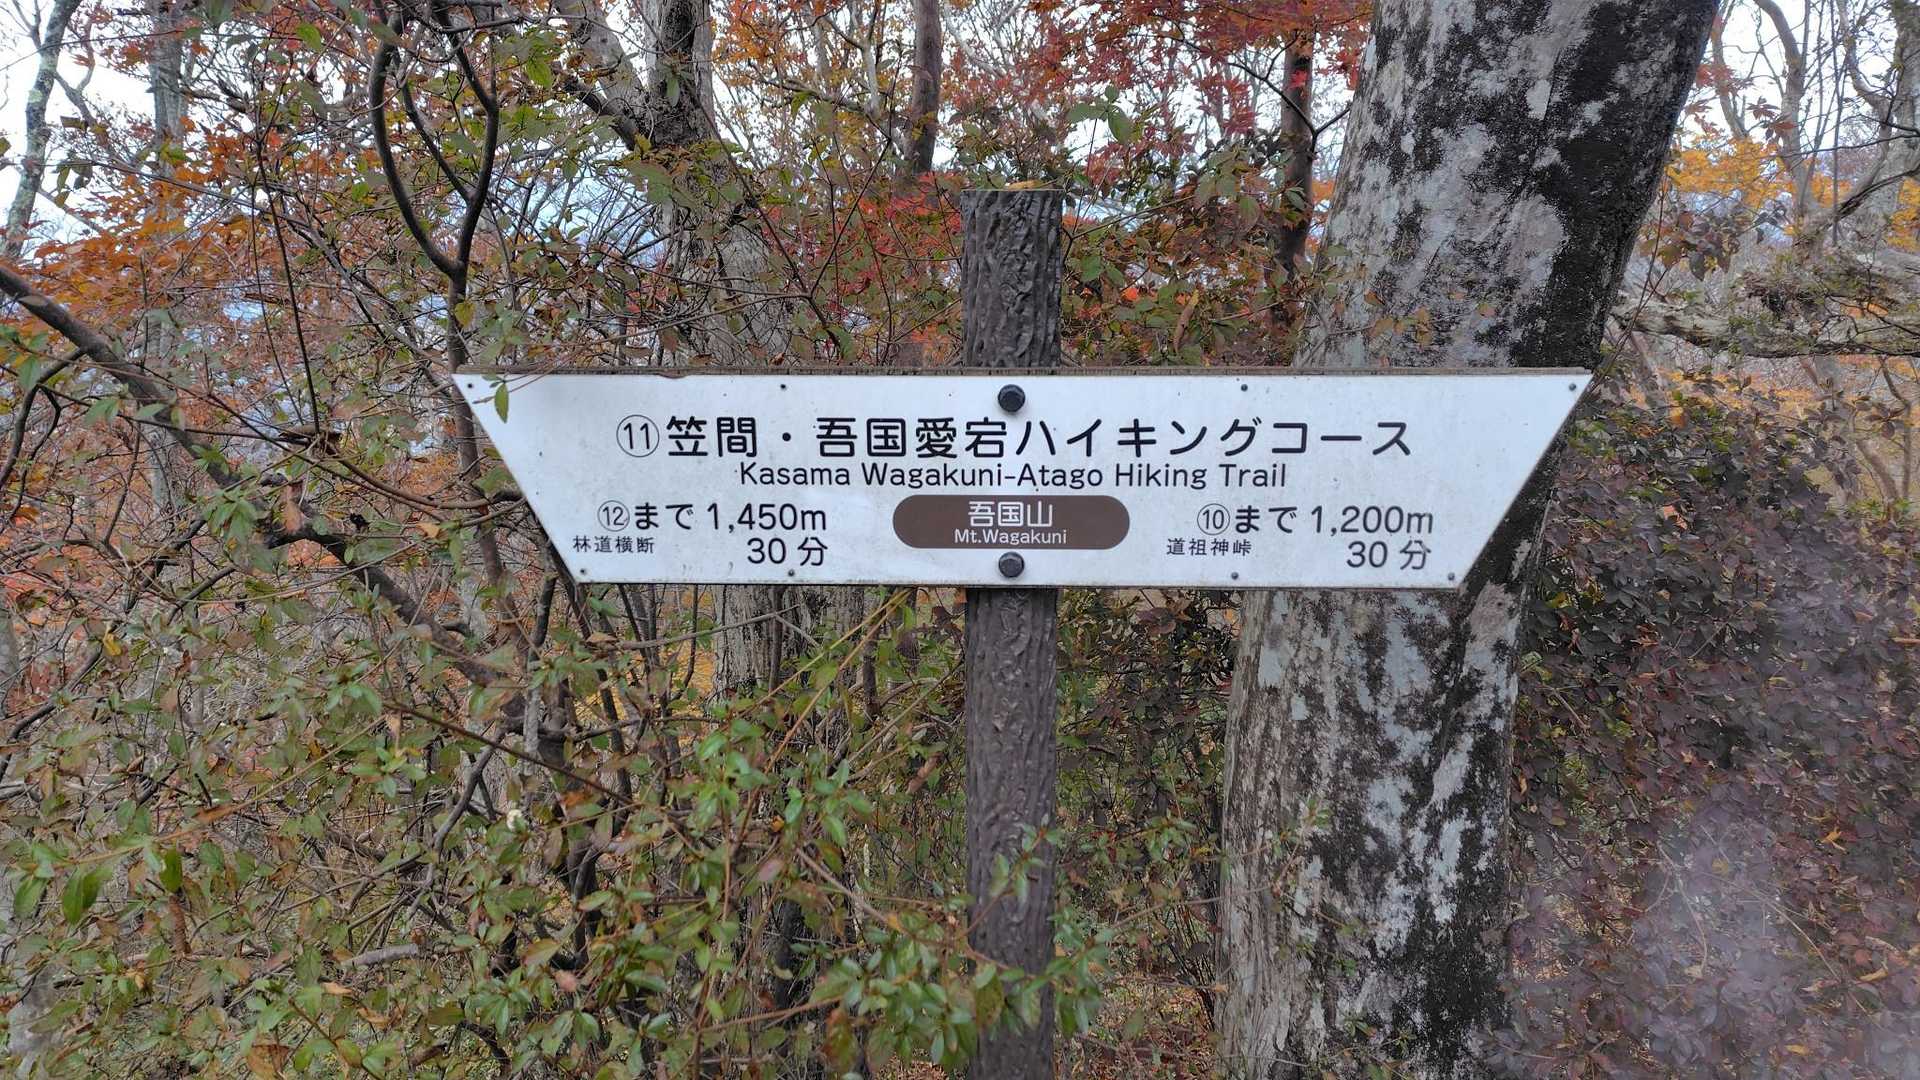 ⑪笠間・吾国愛宕ハイキングコース
Kasama Wagakuni-Atago Hiking Trail
⑫まで 1,450m
林道横断 30分
吾国山
Mt.Wagakuni
⑩まで 1,200m
道祖神峠 30分